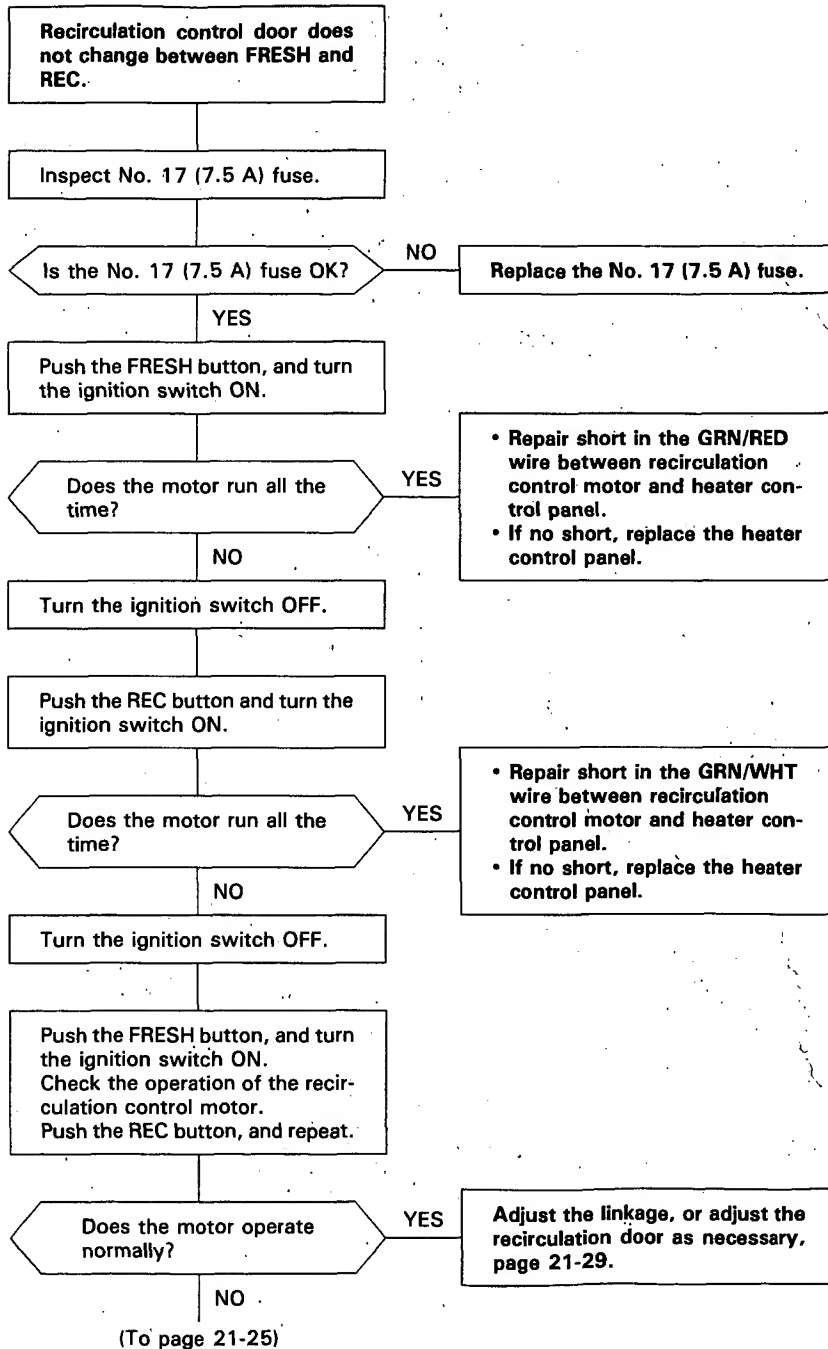 Recirculation control door does
not change between FRESH and
REC.
Inspect No. 17 (7.5 A) fuse.
Is the No. 17 (7.5 A) fuse OK?
NO
Replace the No. 17 (7.5 A) fuse.
YES
Push the FRESH button, and turn
the ignition switch ON.
Does the motor run all the
time?
YES
• Repair short in the GRN/RED
wire between recirculation
control motor and heater con-
trol panel.
• If no short, replace the heater
control panel.
NO
Turn the ignition switch OFF.
Push the REC button and turn the
ignition switch ON.
Does the motor run all the
time?
YES
• Repair short in the GRN/WHT
wire between recirculation
control motor and heater con-
trol panel.
• If no short, replace the heater
control panel.
NO
Turn the ignition switch OFF.
Push the FRESH button, and turn
the ignition switch ON.
Check the operation of the recir-
culation control motor.
Push the REC button, and repeat.
Does the motor operate
normally?
YES
Adjust the linkage, or adjust the
recirculation door as necessary,
page 21-29.
NO
(To page 21-25)